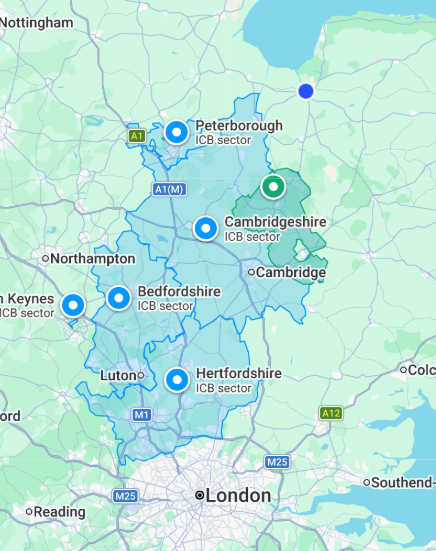 Nottingham
Peterborough
ICB sector
A1
A1(M)
Cambridgeshire
ICB sector
Northampton
Cambridge
n Keynes
ICB sector
Bedfordshire
ICB sector
Luton
Hertfordshire
ICB sector
Colc
ord
M1
A12
M25
M25
London
Southend-
Reading